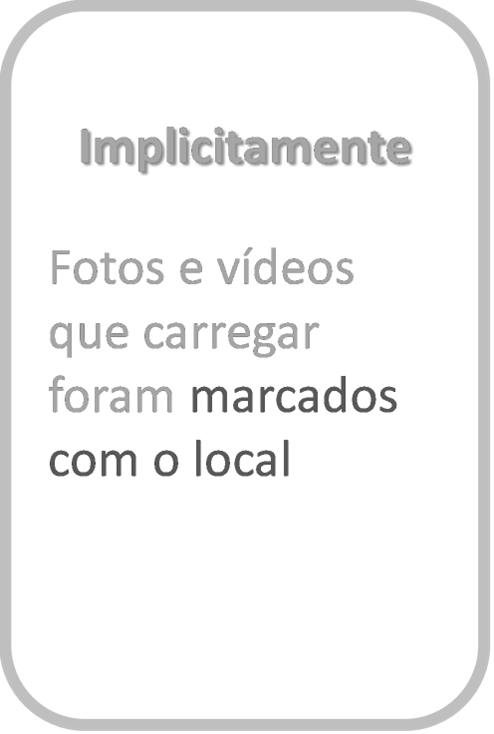 Implicitamente
Fotos e vídeos
que carregar
foram marcados
com o local